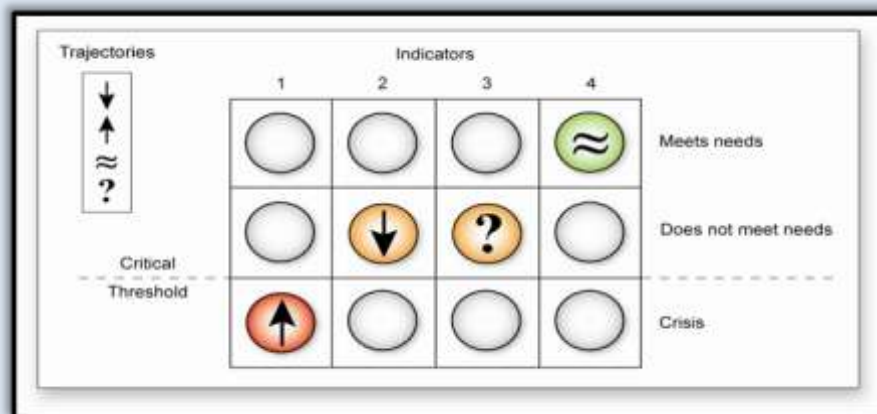 Trajectories
Indicators
1 2 3 4
≈ Meets needs
? Does not meet needs
Critical
Threshold
Crisis
≈
?